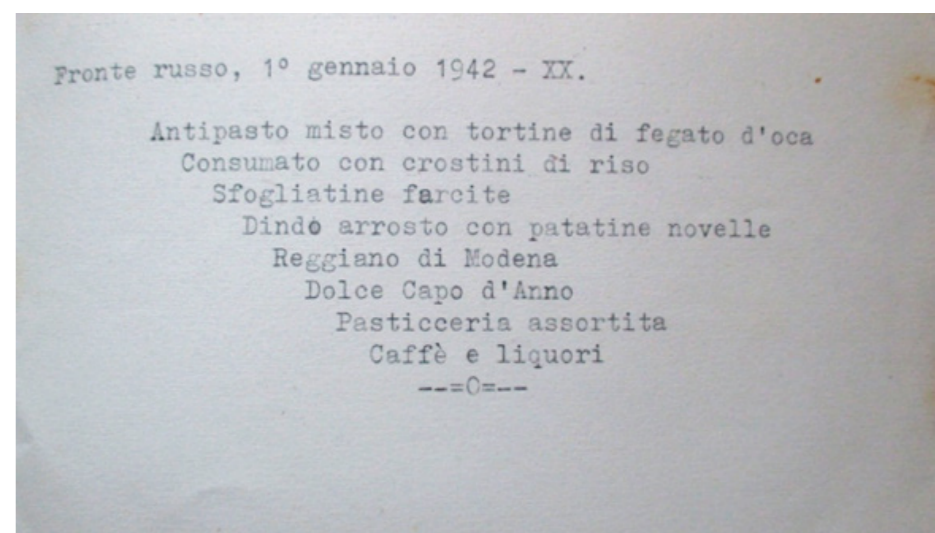 Fronte russo, 1º gennaio 1942 - XX.
Antipasto misto con tortine di fegato d'oca
Consumato con crostini di riso
Sfogliatine farcite
Dindo arrosto con patatine novelle
Reggiano di Modena
Dolce Capo d'Anno
Pasticceria assortita
Caffè e liquori
--=O=--